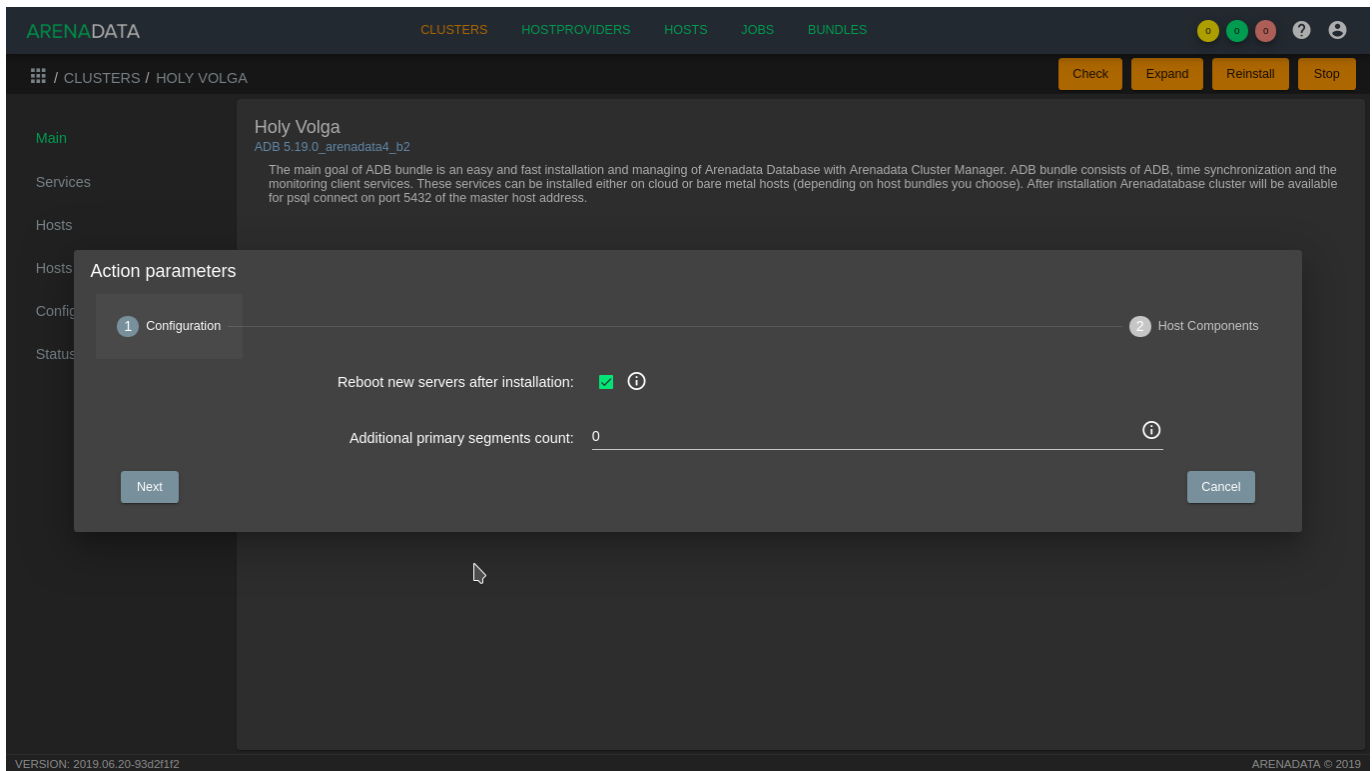 ARENADATA
CLUSTERS HOSTPROVIDERS HOSTS JOBS BUNDLES
0 0 0 ?
/ CLUSTERS / HOLY VOLGA
Check Expand Reinstall Stop
Main
Services
Hosts
Hosts
Config
Status
Holy Volga
ADB 5.19.0_arenadata4_b2
The main goal of ADB bundle is an easy and fast installation and managing of Arenadata Database with Arenadata Cluster Manager. ADB bundle consists of ADB, time synchronization and the
monitoring client services. These services can be installed either on cloud or bare metal hosts (depending on host bundles you choose). After installation Arenadatabase cluster will be available
for psql connect on port 5432 of the master host address.
Action parameters
1 Configuration
2 Host Components
Reboot new servers after installation:
Additional primary segments count: 0
Next
Cancel
VERSION: 2019.06.20-93d2f1f2
ARENADATA © 2019